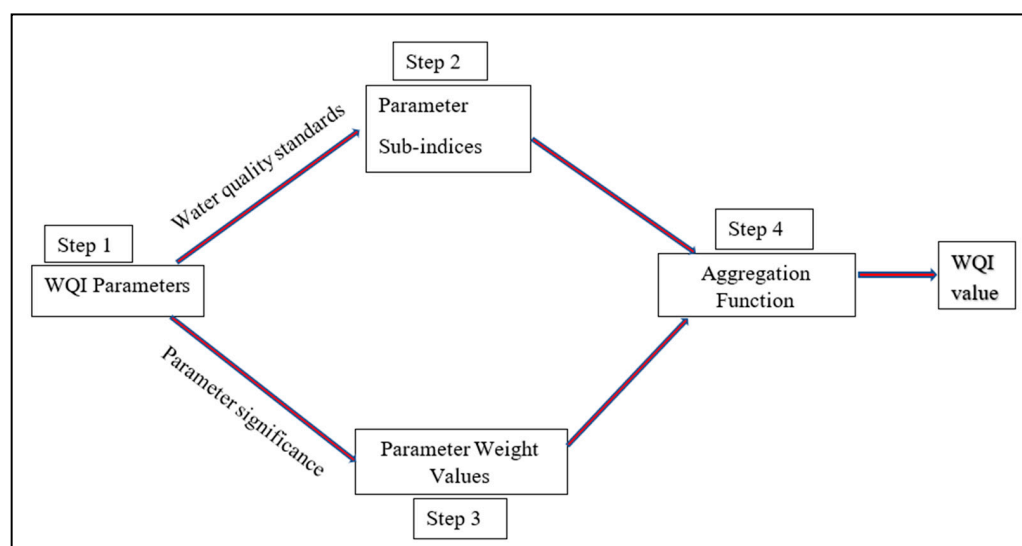 Step 1
WQI Parameters
Water quality standards
Step 2
Parameter
Sub-indices
Parameter significance
Parameter Weight
Values
Step 3
Step 4
Aggregation
Function
WQI
value